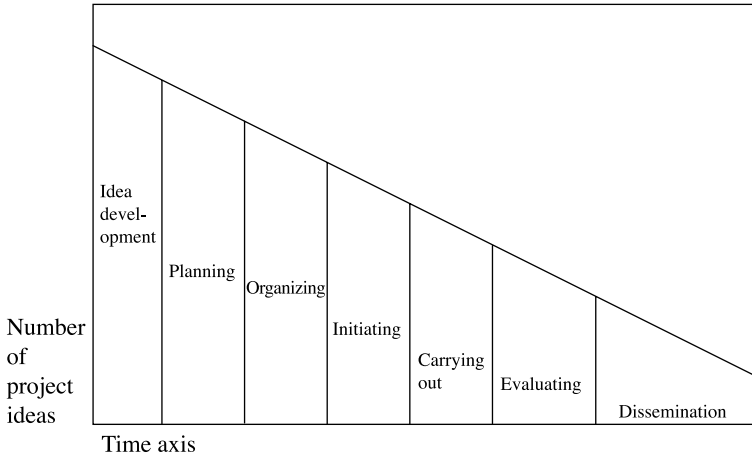 Idea
devel-
opment
Planning
Organizing
Initiating
Carrying
out
Evaluating
Dissemination
Number
of
project
ideas
Time axis